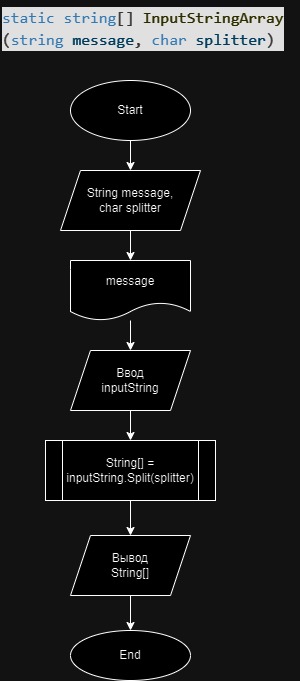 static string[] InputStringArray
(string message, char splitter)
Start
String message,
char splitter
message
Ввод
inputString
String[] =
inputString.Split(splitter)
Вывод
String[]
End